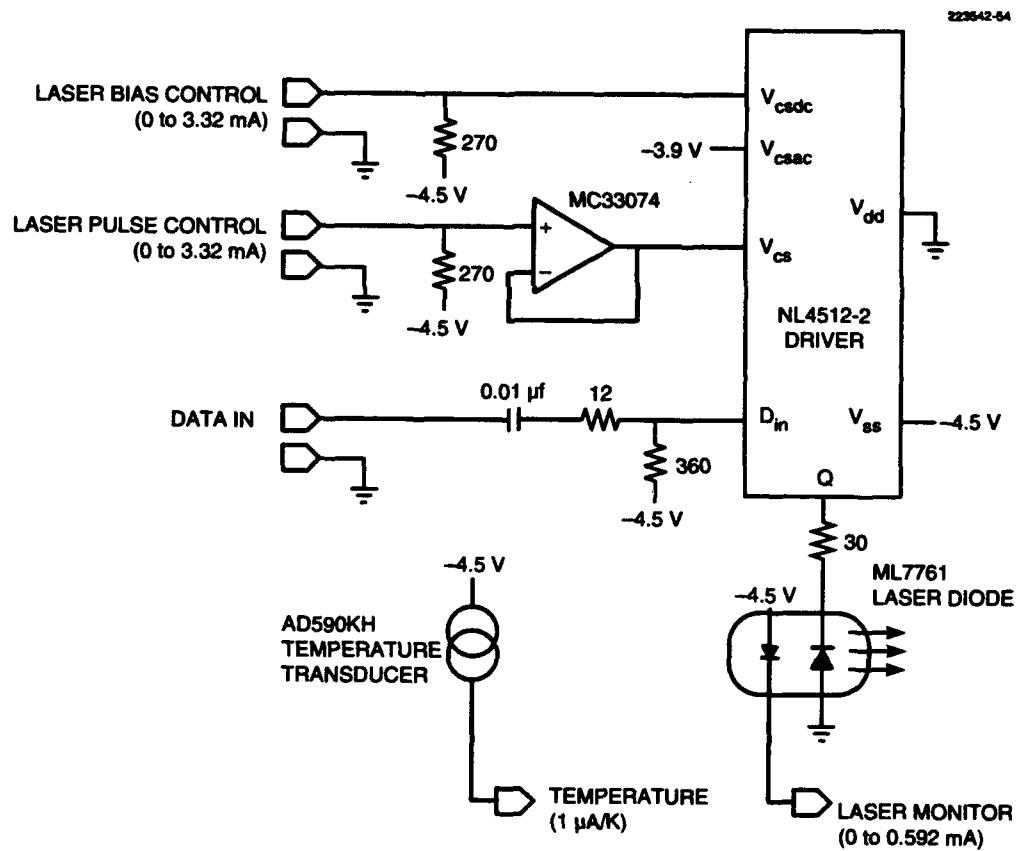 223542-54
LASER BIAS CONTROL
(0 to 3.32 mA)
270
–4.5 V
V_csdc
–3.9 V
V_csac
LASER PULSE CONTROL
(0 to 3.32 mA)
270
–4.5 V
MC33074
+
–
V_cs
V_dd
NL4512-2
DRIVER
DATA IN
0.01 µf
12
360
–4.5 V
D_in
V_ss
–4.5 V
Q
30
–4.5 V
AD590KH
TEMPERATURE
TRANSDUCER
–4.5 V
ML7761
LASER DIODE
TEMPERATURE
(1 µA/K)
LASER MONITOR
(0 to 0.592 mA)